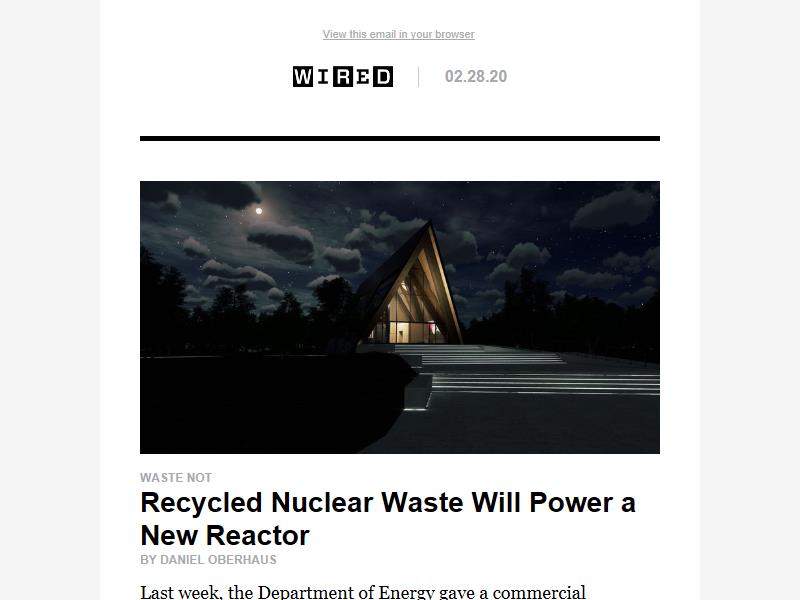 View this email in your browser
WIRED 02.28.20
WASTE NOT
Recycled Nuclear Waste Will Power a
New Reactor
BY DANIEL OBERHAUS
Last week, the Department of Energy gave a commercial